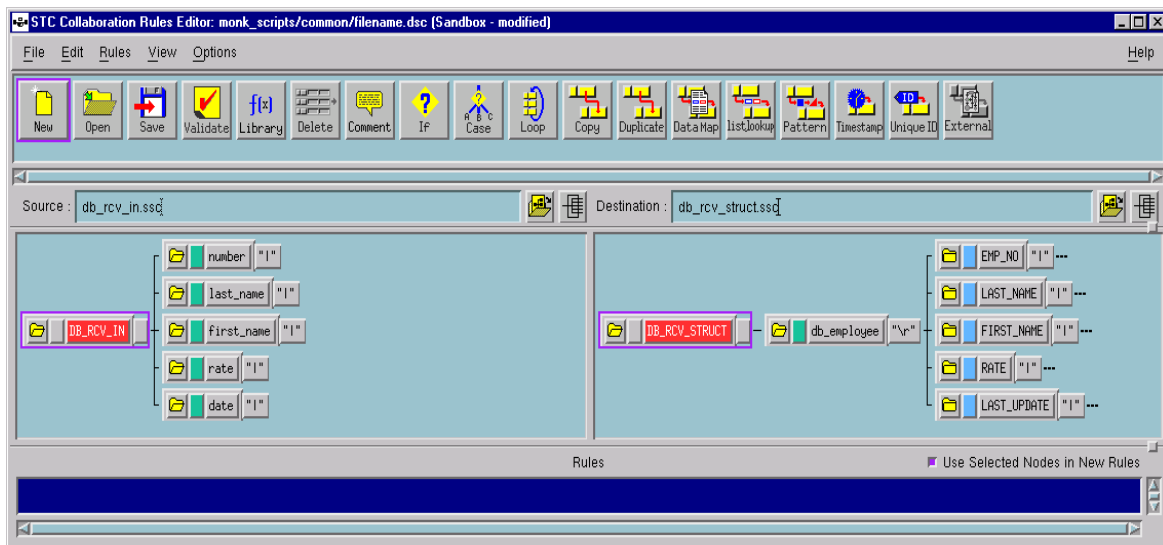 STC Collaboration Rules Editor: monk_scripts/common/filename.dsc (Sandbox - modified)
File Edit Rules View Options Help
New Open Save Validate Library Delete Comment If Case Loop Copy Duplicate Data Map list,lookup Pattern Timestamp Unique ID External
Source : db_rcv_in.ssc Destination : db_rcv_struct.ssc
number "|" EMP_NO "|"
last_name "|" LAST_NAME "|"
DB_RCV_IN first_name "|" DB_RCV_STRUCT db_employee "\r" FIRST_NAME "|"
rate "|" RATE "|"
date "|" LAST_UPDATE "|"
Rules Use Selected Nodes in New Rules